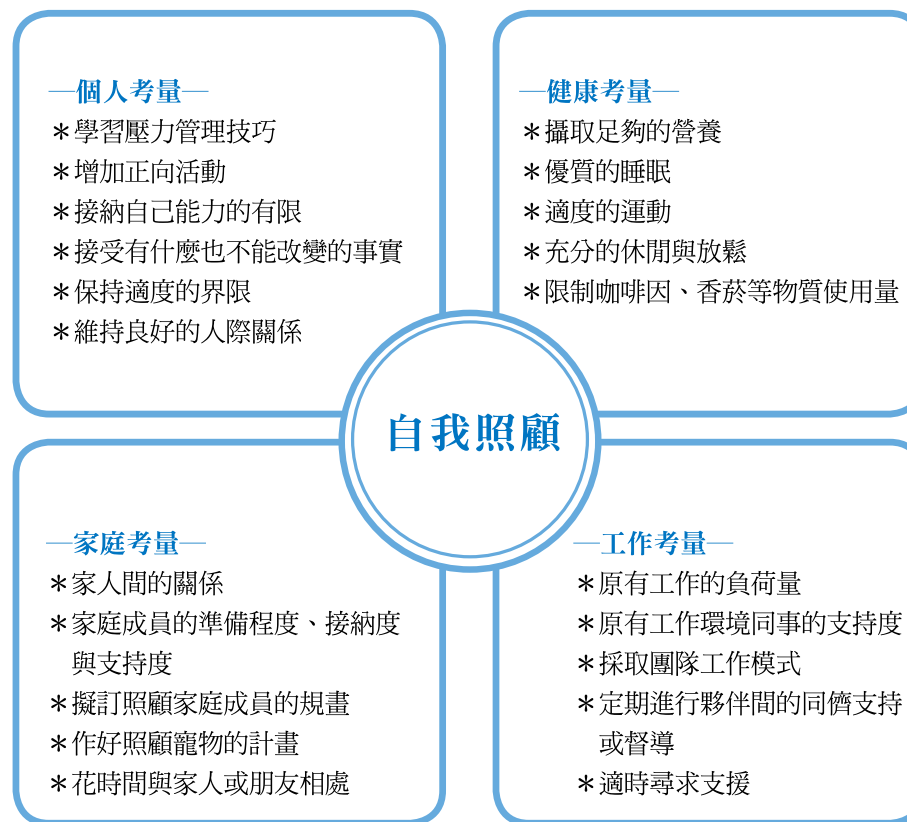 —個人考量—
＊學習壓力管理技巧
＊增加正向活動
＊接納自己能力的有限
＊接受有什麼也不能改變的事實
＊保持適度的界限
＊維持良好的人際關係
—健康考量—
＊攝取足夠的營養
＊優質的睡眠
＊適度的運動
＊充分的休閒與放鬆
＊限制咖啡因、香菸等物質使用量
自我照顧
—家庭考量—
＊家人間的關係
＊家庭成員的準備程度、接納度
與支持度
＊擬訂照顧家庭成員的規畫
＊作好照顧寵物的計畫
＊花時間與家人或朋友相處
—工作考量—
＊原有工作的負荷量
＊原有工作環境同事的支持度
＊採取團隊工作模式
＊定期進行夥伴間的同儕支持
或督導
＊適時尋求支援